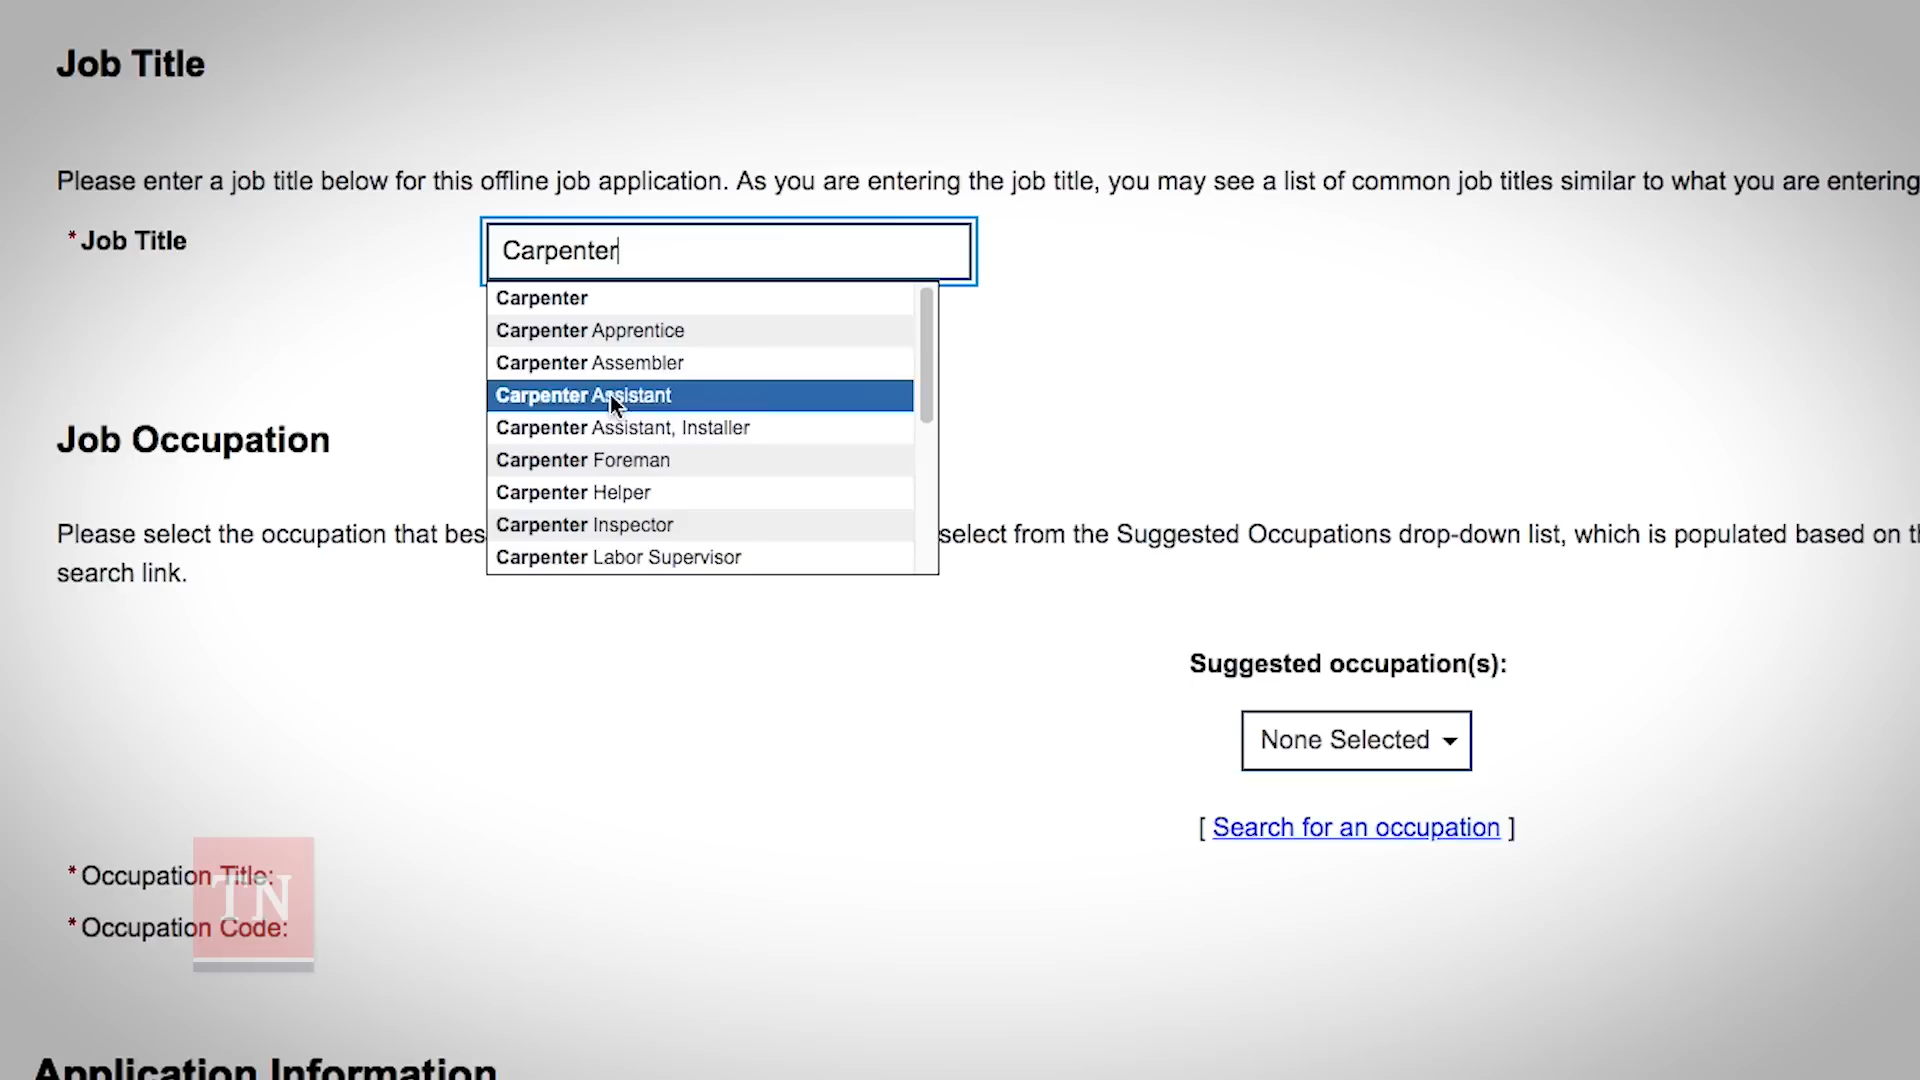 Job Title
Please enter a job title below for this offline job application. As you are entering the job title, you may see a list of common job titles similar to what you are entering
* Job Title
Carpenter
Carpenter
Carpenter Apprentice
Carpenter Assembler
Carpenter Assistant
Carpenter Assistant, Installer
Carpenter Foreman
Carpenter Helper
Carpenter Inspector
Carpenter Labor Supervisor
Job Occupation
Please select the occupation that bes select from the Suggested Occupations drop-down list, which is populated based on th
search link.
Suggested occupation(s):
None Selected
[ Search for an occupation ]
* Occupation Title:
* Occupation Code:
TN
Application Information